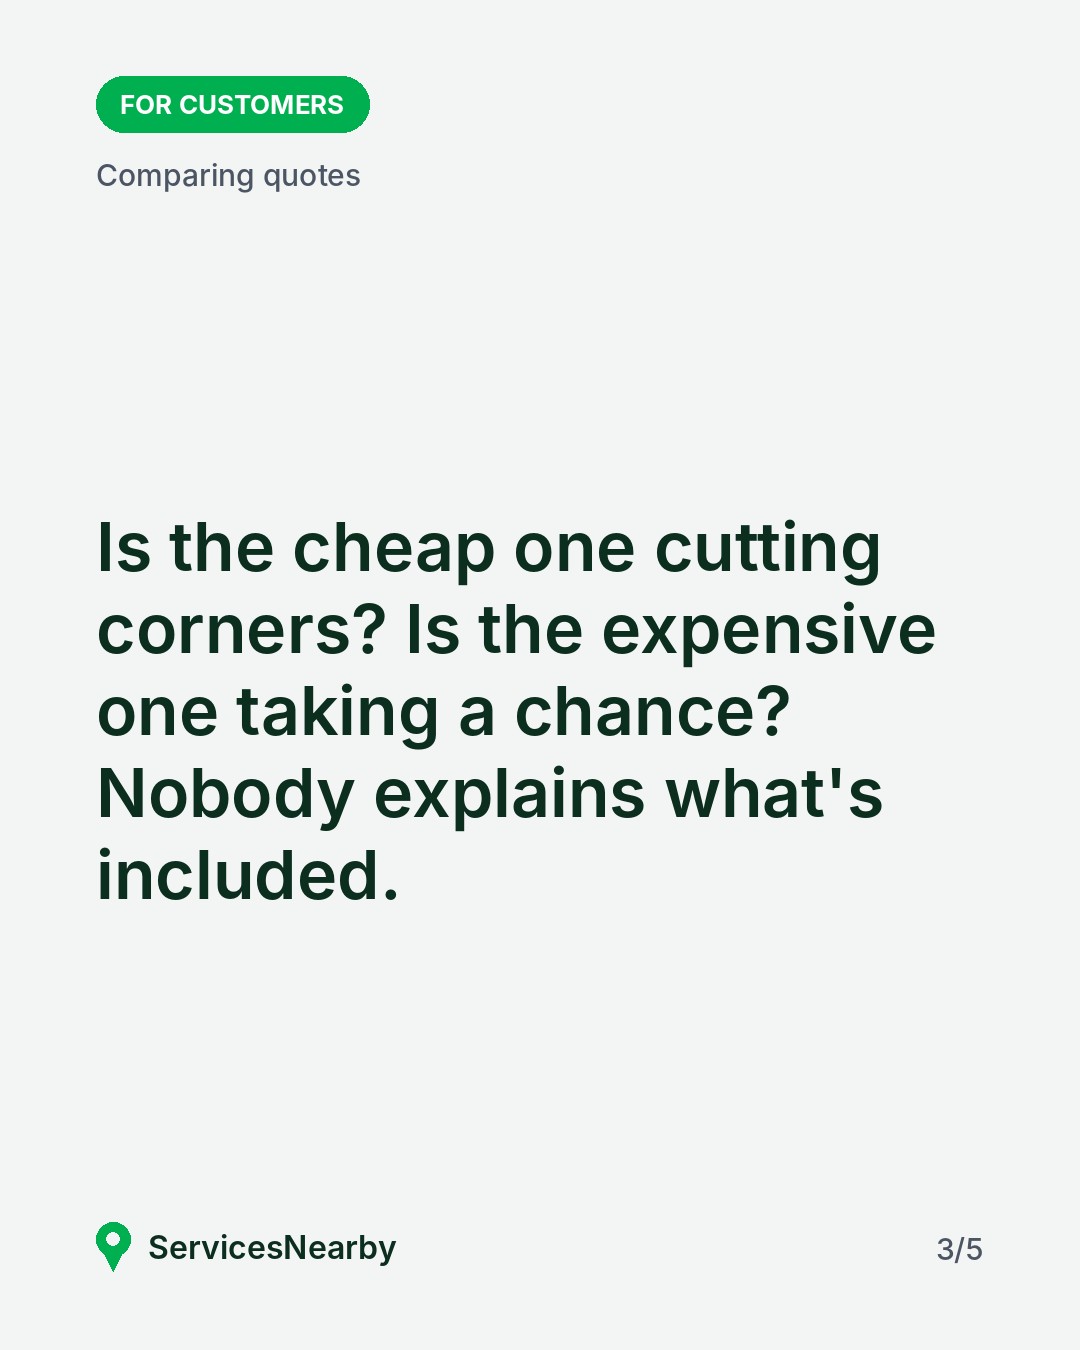 FOR CUSTOMERS
Comparing quotes
Is the cheap one cutting
corners? Is the expensive
one taking a chance?
Nobody explains what's
included.
ServicesNearby
3/5